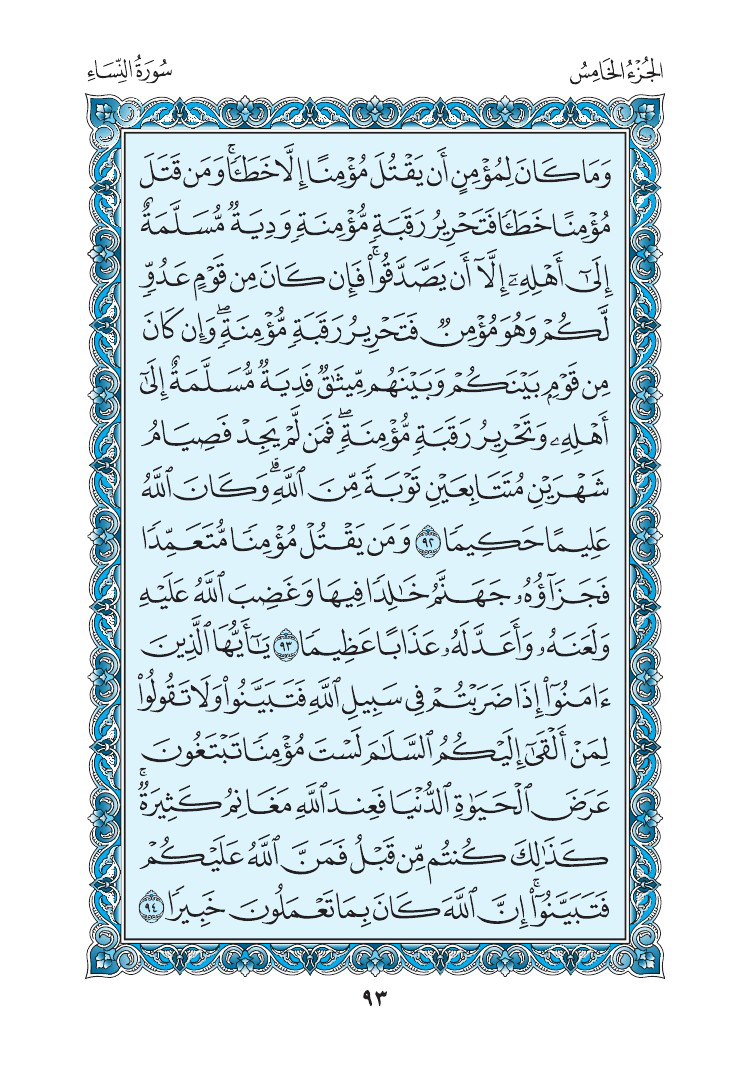 الجُزْءُ الخَامِسُ
سُورَةُ النِّسَاءِ
وَمَا كَانَ لِمُؤْمِنٍ أَن يَقْتُلَ مُؤْمِنًا إِلَّا خَطَـًٔا ۚ وَمَن قَتَلَ
مُؤْمِنًا خَطَـًٔا فَتَحْرِيرُ رَقَبَةٍ مُّؤْمِنَةٍ وَدِيَةٌ مُّسَلَّمَةٌ
إِلَىٰٓ أَهْلِهِۦٓ إِلَّآ أَن يَصَّدَّقُوا۟ ۚ فَإِن كَانَ مِن قَوْمٍ عَدُوٍّ
لَّكُمْ وَهُوَ مُؤْمِنٌ فَتَحْرِيرُ رَقَبَةٍ مُّؤْمِنَةٍ ۖ وَإِن كَانَ
مِن قَوْمٍۭ بَيْنَكُمْ وَبَيْنَهُم مِّيثَـٰقٌ فَدِيَةٌ مُّسَلَّمَةٌ إِلَىٰٓ
أَهْلِهِۦ وَتَحْرِيرُ رَقَبَةٍ مُّؤْمِنَةٍ ۖ فَمَن لَّمْ يَجِدْ فَصِيَامُ
شَهْرَيْنِ مُتَتَابِعَيْنِ تَوْبَةً مِّنَ ٱللَّهِ ۗ وَكَانَ ٱللَّهُ
عَلِيمًا حَكِيمًا ٩٢ وَمَن يَقْتُلْ مُؤْمِنًا مُّتَعَمِّدًا
فَجَزَآؤُهُۥ جَهَنَّمُ خَـٰلِدًا فِيهَا وَغَضِبَ ٱللَّهُ عَلَيْهِ
وَلَعَنَهُۥ وَأَعَدَّ لَهُۥ عَذَابًا عَظِيمًا ٩٣ يَـٰٓأَيُّهَا ٱلَّذِينَ
ءَامَنُوٓا۟ إِذَا ضَرَبْتُمْ فِى سَبِيلِ ٱللَّهِ فَتَبَيَّنُوا۟ وَلَا تَقُولُوا۟
لِمَنْ أَلْقَىٰٓ إِلَيْكُمُ ٱلسَّلَـٰمَ لَسْتَ مُؤْمِنًا تَبْتَغُونَ
عَرَضَ ٱلْحَيَوٰةِ ٱلدُّنْيَا فَعِندَ ٱللَّهِ مَغَانِمُ كَثِيرَةٌ ۚ
كَذَٰلِكَ كُنتُم مِّن قَبْلُ فَمَنَّ ٱللَّهُ عَلَيْكُمْ
فَتَبَيَّنُوٓا۟ ۚ إِنَّ ٱللَّهَ كَانَ بِمَا تَعْمَلُونَ خَبِيرًا ٩٤
٩٣